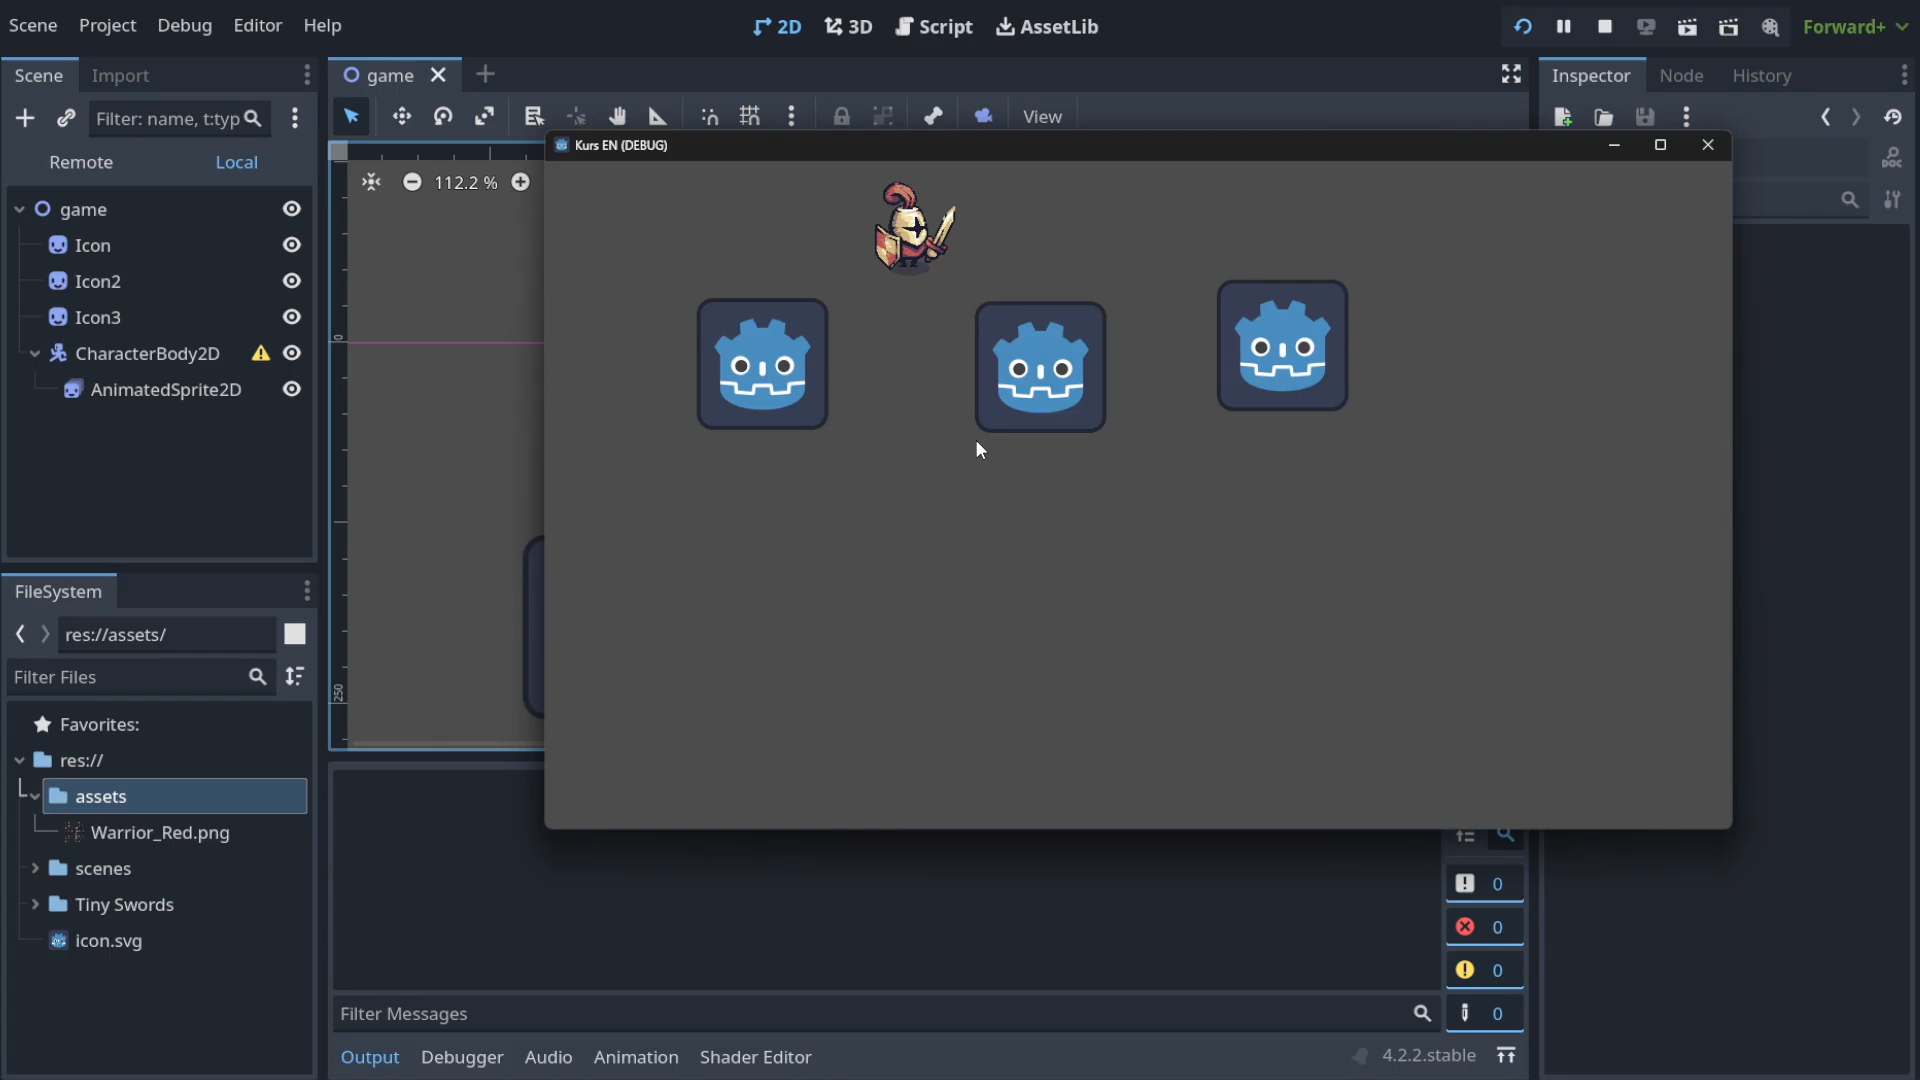 Scene Project Debug Editor Help
2D 3D Script AssetLib
Forward+
Scene Import
game
Inspector Node History
Filter: name, t:typ
View
DOC
Remote Local
112.2 %
Kurs EN (DEBUG)
game
Icon
Icon2
Icon3
CharacterBody2D
AnimatedSprite2D
0
250
FileSystem
res://assets/
Filter Files
Favorites:
res://
assets
Warrior_Red.png
scenes
Tiny Swords
icon.svg
0
0
0
0
Filter Messages
Output Debugger Audio Animation Shader Editor
4.2.2.stable